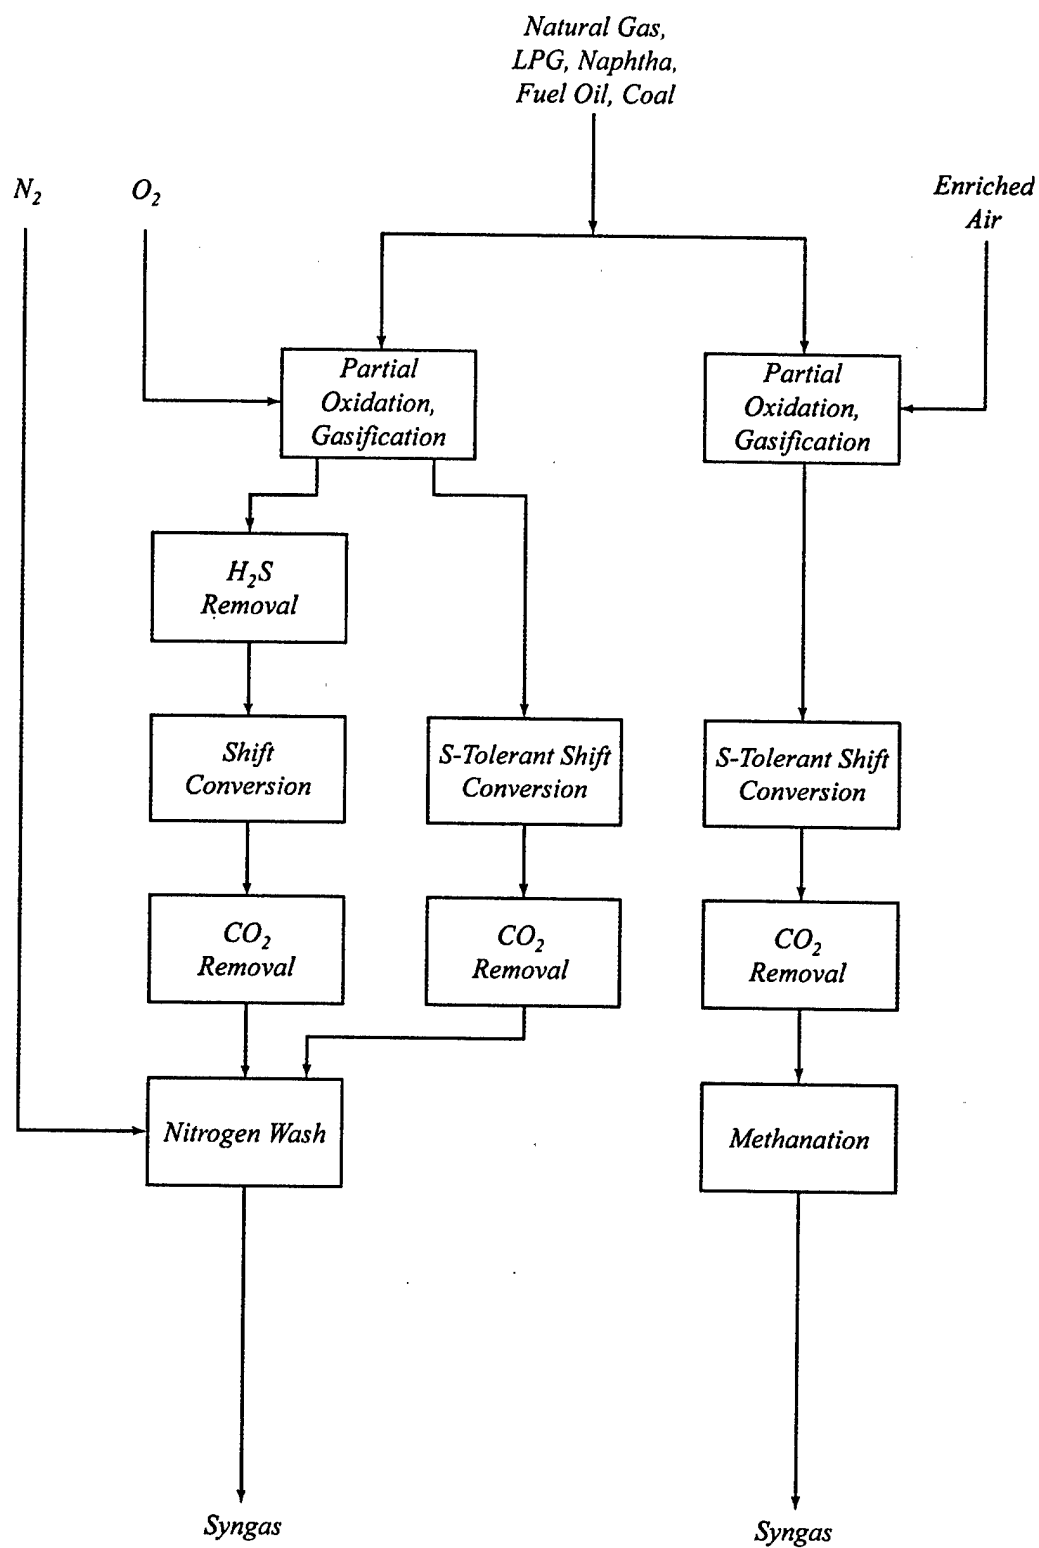 Natural Gas,
LPG, Naphtha,
Fuel Oil, Coal
N₂
O₂
Enriched
Air
Partial
Oxidation,
Gasification
Partial
Oxidation,
Gasification
H₂S
Removal
Shift
Conversion
S-Tolerant Shift
Conversion
S-Tolerant Shift
Conversion
CO₂
Removal
CO₂
Removal
CO₂
Removal
Nitrogen Wash
Methanation
Syngas
Syngas